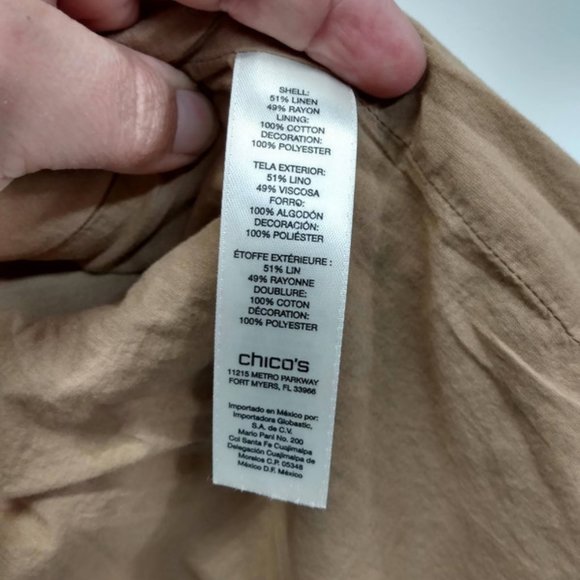 SHELL:
51% LINEN
49% RAYON
LINING:
100% COTTON
DECORATION:
100% POLYESTER
TELA EXTERIOR:
51% LINO
49% VISCOSA
FORRO:
100% ALGODÓN
DECORACIÓN:
100% POLIÉSTER
ÉTOFFE EXTÉRIEURE :
51% LIN
49% RAYONNE
DOUBLURE:
100% COTON
DÉCORATION:
100% POLYESTER
chico's
11215 METRO PARKWAY
FORT MYERS, FL 33966
Importado en México por:
Importadora Globastic,
S.A. de C.V.
Mario Pani No. 200
Col Santa Fe Cuajimalpa
Delegación Cuajimalpa de
Morelos C.P. 05348
México D.F. México